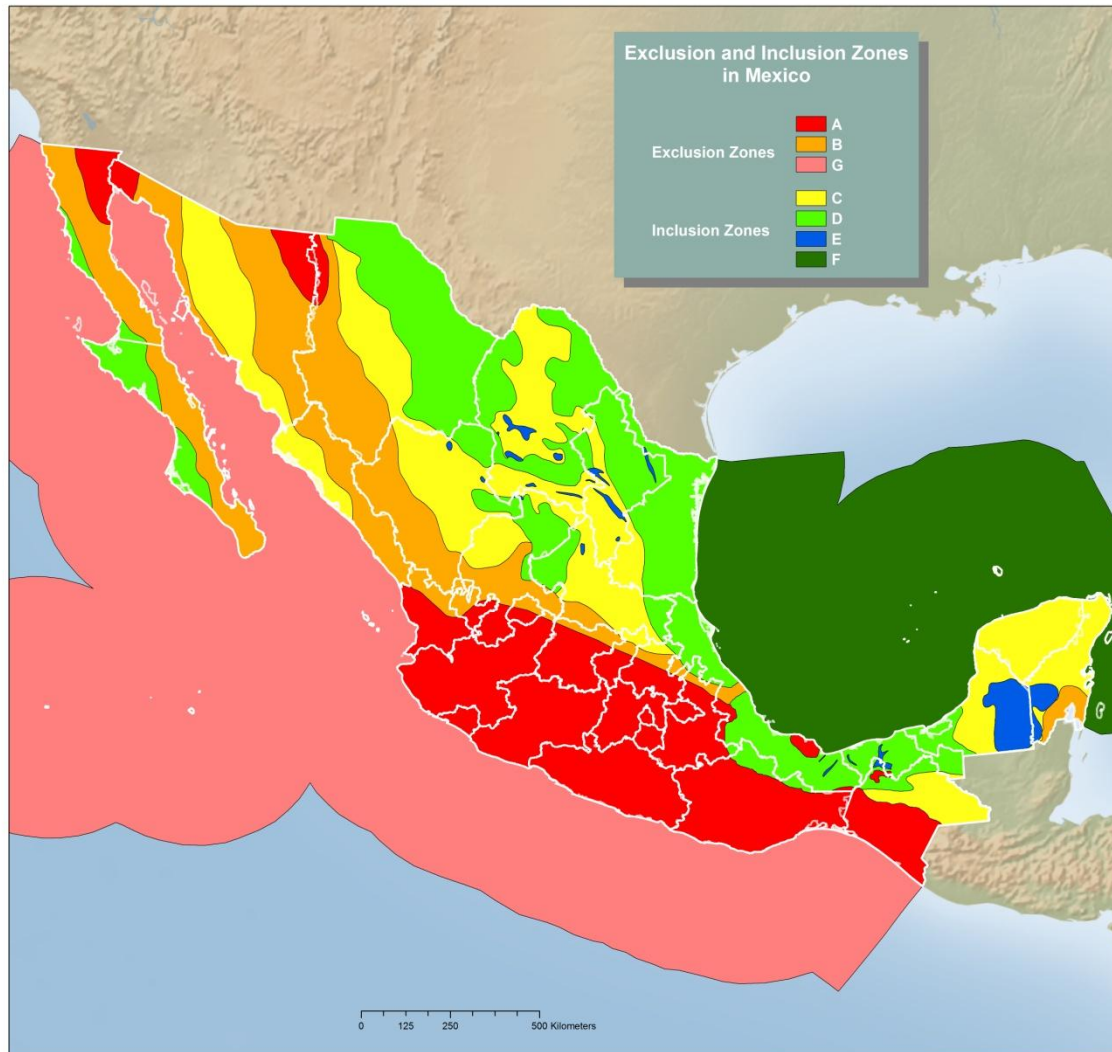 Exclusion and Inclusion Zones
in Mexico
A
Exclusion Zones
B
G
C
D
Inclusion Zones
E
F
0 125 250 500 Kilometers